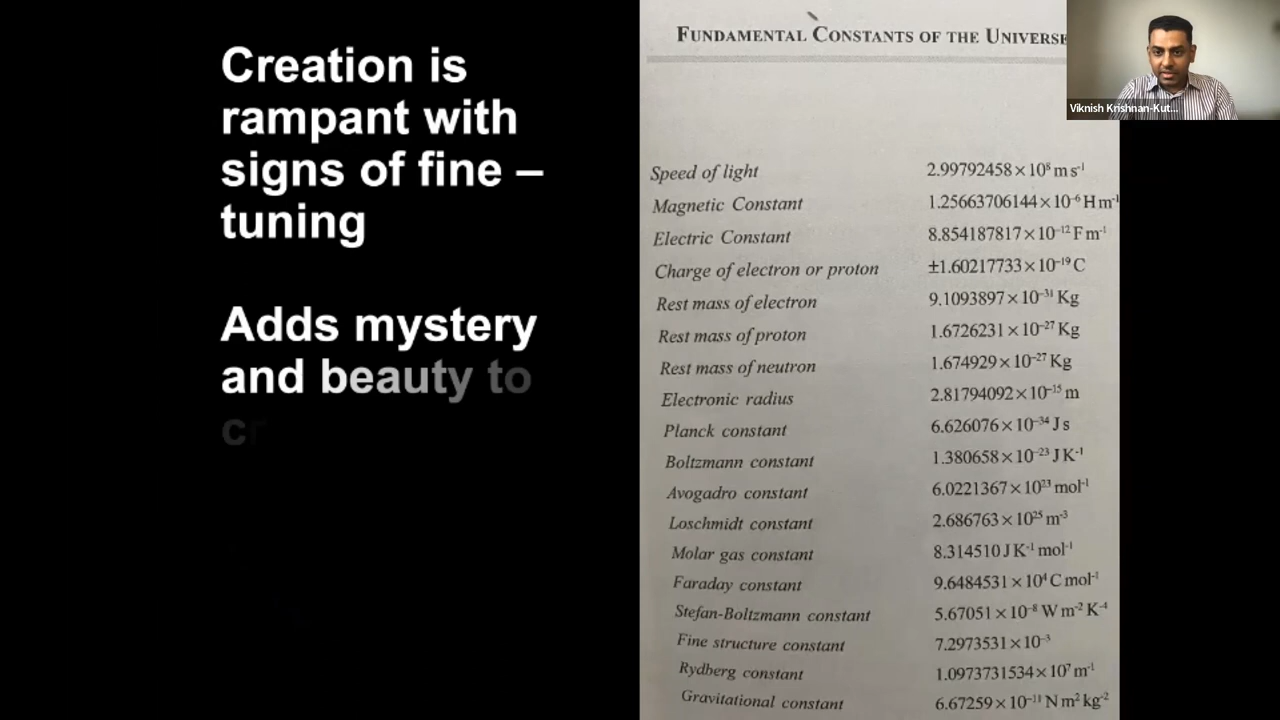 Creation is
rampant with
signs of fine –
tuning
Adds mystery
and beauty to
cr
FUNDAMENTAL CONSTANTS OF THE UNIVERSE
Viknish Krishnan-Kut...
Speed of light 2.99792458 × 10⁸ m s⁻¹
Magnetic Constant 1.25663706144 × 10⁻⁶ H m⁻¹
Electric Constant 8.854187817 × 10⁻¹² F m⁻¹
Charge of electron or proton ±1.60217733 × 10⁻¹⁹ C
Rest mass of electron 9.1093897 × 10⁻³¹ Kg
Rest mass of proton 1.6726231 × 10⁻²⁷ Kg
Rest mass of neutron 1.674929 × 10⁻²⁷ Kg
Electronic radius 2.81794092 × 10⁻¹⁵ m
Planck constant 6.626076 × 10⁻³⁴ J s
Boltzmann constant 1.380658 × 10⁻²³ J K⁻¹
Avogadro constant 6.0221367 × 10²³ mol⁻¹
Loschmidt constant 2.686763 × 10²⁵ m⁻³
Molar gas constant 8.314510 J K⁻¹ mol⁻¹
Faraday constant 9.6484531 × 10⁴ C mol⁻¹
Stefan-Boltzmann constant 5.67051 × 10⁻⁸ W m⁻² K⁻⁴
Fine structure constant 7.2973531 × 10⁻³
Rydberg constant 1.0973731534 × 10⁷ m⁻¹
Gravitational constant 6.67259 × 10⁻¹¹ N m² kg⁻²